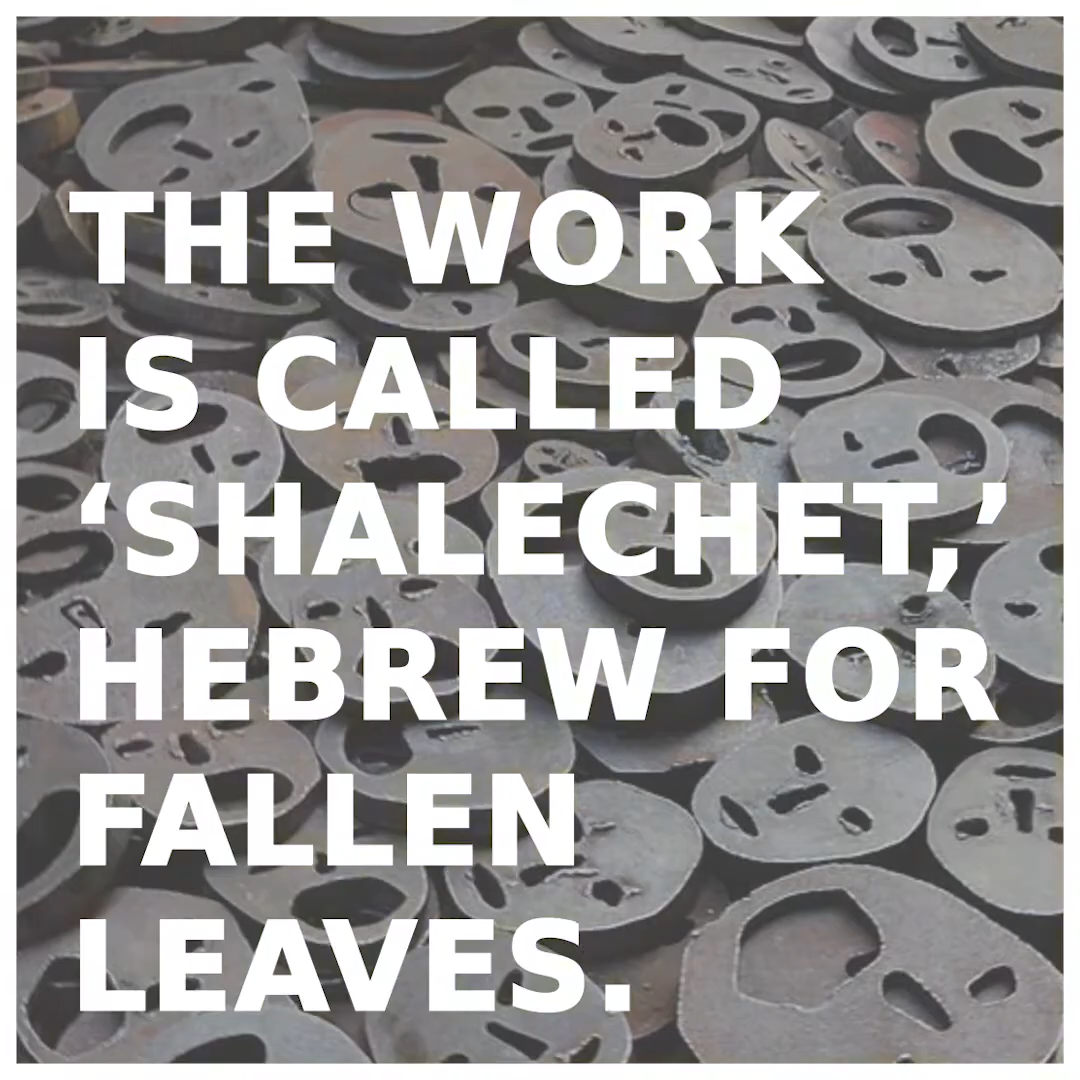 THE WORK
IS CALLED
‘SHALECHET,’
HEBREW FOR
FALLEN
LEAVES.